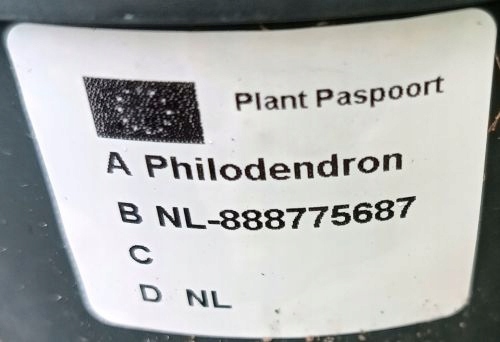 Plant Paspoort
A Philodendron
B NL-888775687
C
D NL